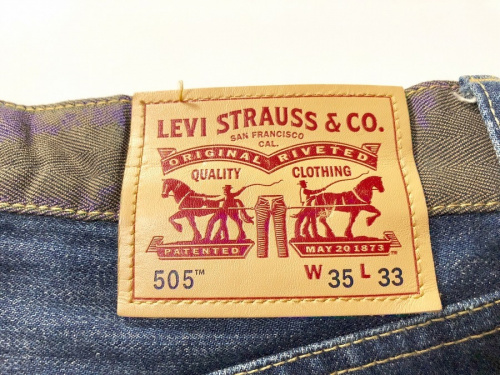 LEVI STRAUSS & CO.
SAN FRANCISCO
CAL.
ORIGINAL RIVETED
QUALITY CLOTHING
PATENTED MAY 20 1873
505™ W 35 L 33